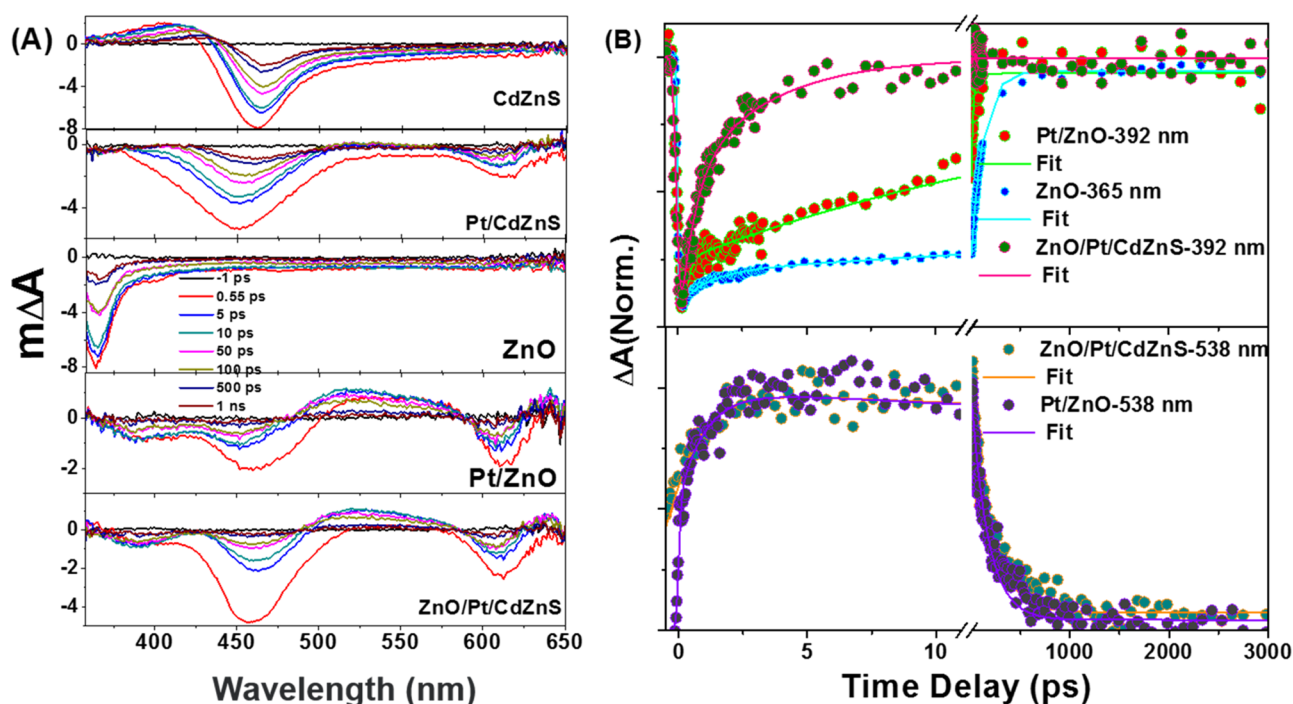 (A)
0
-4
-8
CdZnS
0
-4
Pt/CdZnS
0
-4
-8
-1 ps
0.55 ps
5 ps
10 ps
50 ps
100 ps
500 ps
1 ns
ZnO
0
-2
Pt/ZnO
0
-2
-4
ZnO/Pt/CdZnS
m∆A
400 450 500 550 600 650
Wavelength (nm)
(B)
Pt/ZnO-392 nm
Fit
ZnO-365 nm
Fit
ZnO/Pt/CdZnS-392 nm
Fit
ZnO/Pt/CdZnS-538 nm
Fit
Pt/ZnO-538 nm
Fit
∆A(Norm.)
0 5 10 1000 2000 3000
Time Delay (ps)